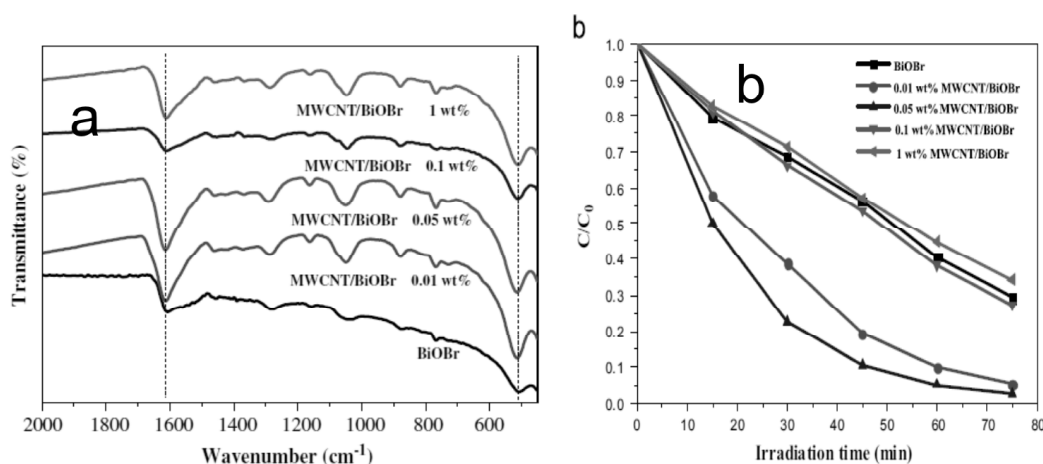 a
Transmittance (%)
MWCNT/BiOBr 1 wt%
MWCNT/BiOBr 0.1 wt%
MWCNT/BiOBr 0.05 wt%
MWCNT/BiOBr 0.01 wt%
BiOBr
2000 1800 1600 1400 1200 1000 800 600
Wavenumber (cm⁻¹)
b
b
C/C₀
1.0
0.9
0.8
0.7
0.6
0.5
0.4
0.3
0.2
0.1
0.0
BiOBr
0.01 wt% MWCNT/BiOBr
0.05 wt% MWCNT/BiOBr
0.1 wt% MWCNT/BiOBr
1 wt% MWCNT/BiOBr
0 10 20 30 40 50 60 70 80
Irradiation time (min)